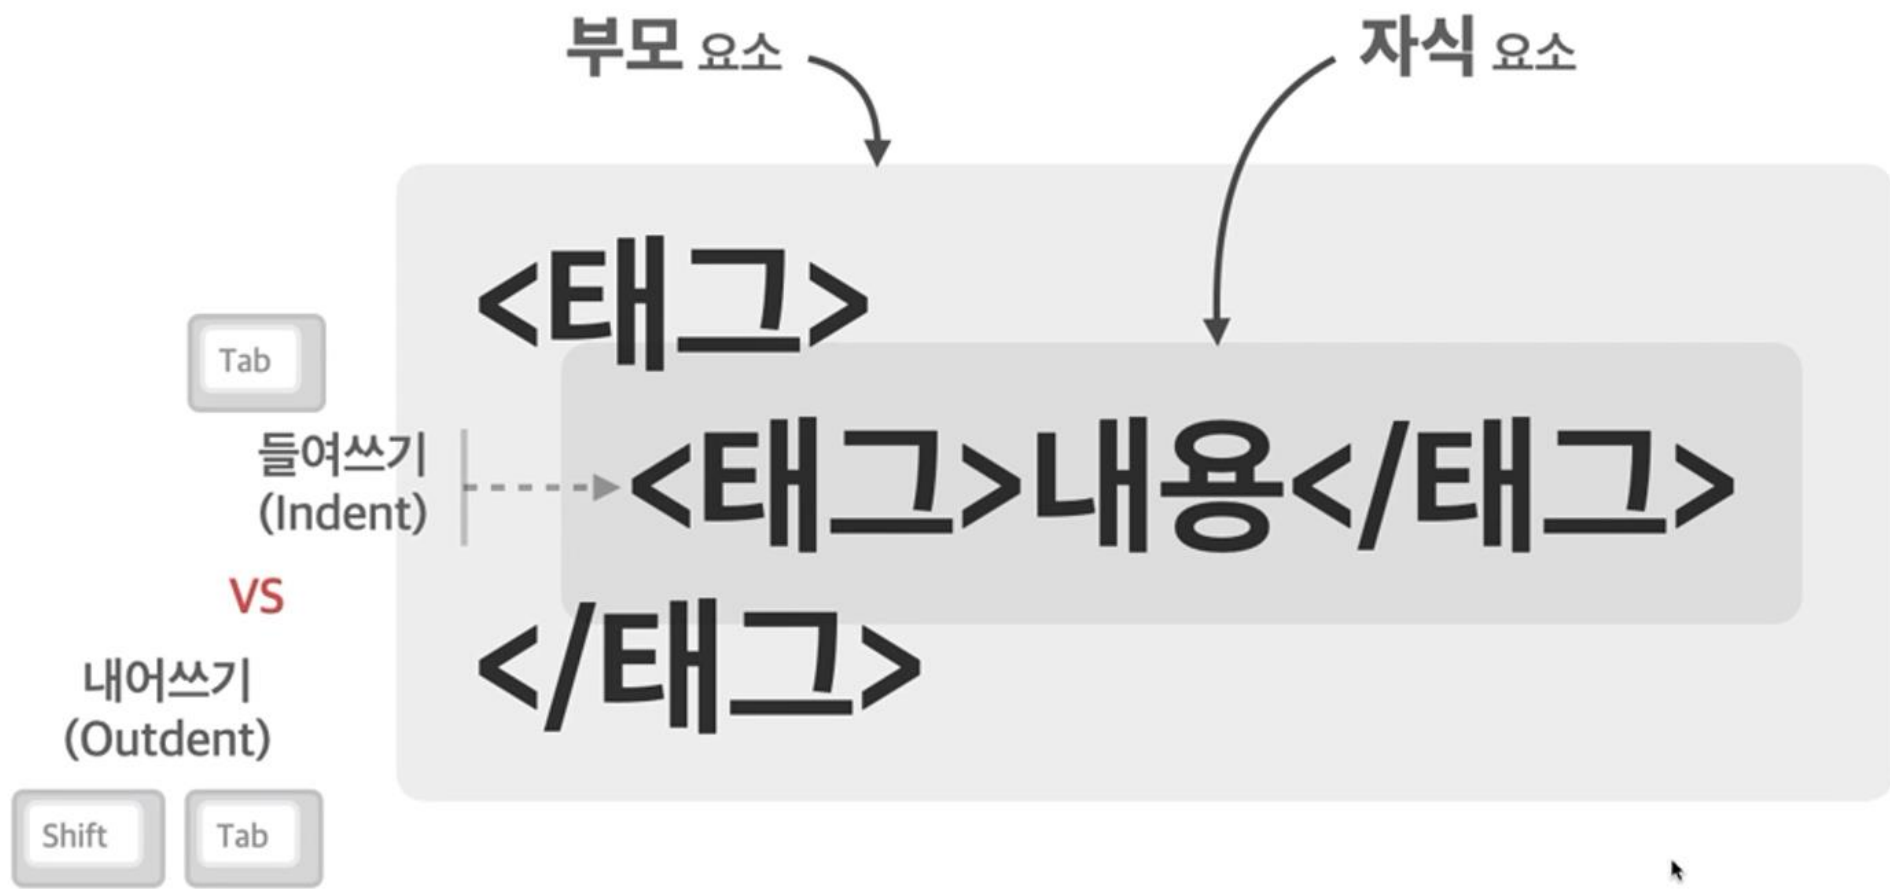 부모 요소
자식 요소
<태그>
Tab
들여쓰기
(Indent)
<태그>내용</태그>
VS
</태그>
내어쓰기
(Outdent)
Shift Tab